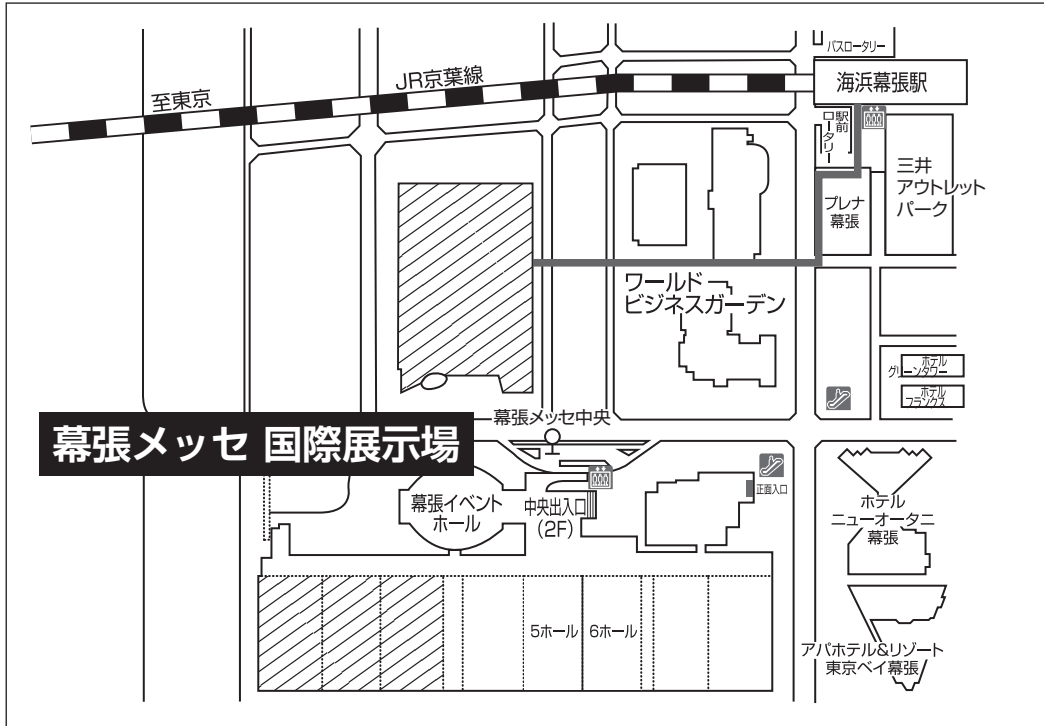 バスロータリー
海浜幕張駅
JR京葉線
至東京
駅前
ロータリー
三井
アウトレット
パーク
プレナ
幕張
ワールド
ビジネスガーデン
ホテル
グリーンタワー
ホテル
フランクス
幕張メッセ中央
幕張メッセ 国際展示場
正面入口
幕張イベント
ホール
中央出入口
(2F)
ホテル
ニューオータニ
幕張
5ホール
6ホール
アパホテル&リゾート
東京ベイ幕張